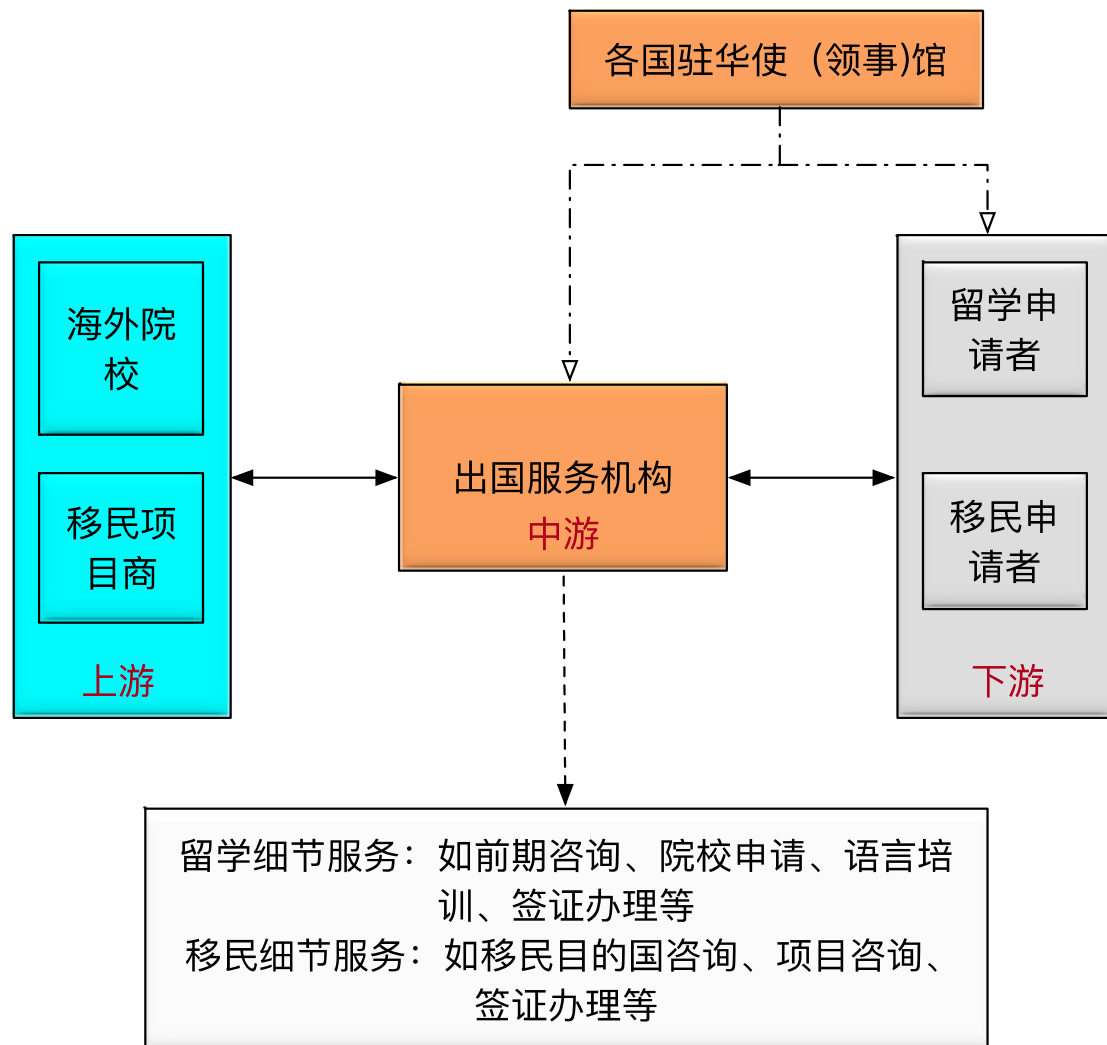 各国驻华使（领事)馆
海外院
校
移民项
目商
上游
出国服务机构
中游
留学申
请者
移民申
请者
下游
留学细节服务：如前期咨询、院校申请、语言培
训、签证办理等
移民细节服务：如移民目的国咨询、项目咨询、
签证办理等